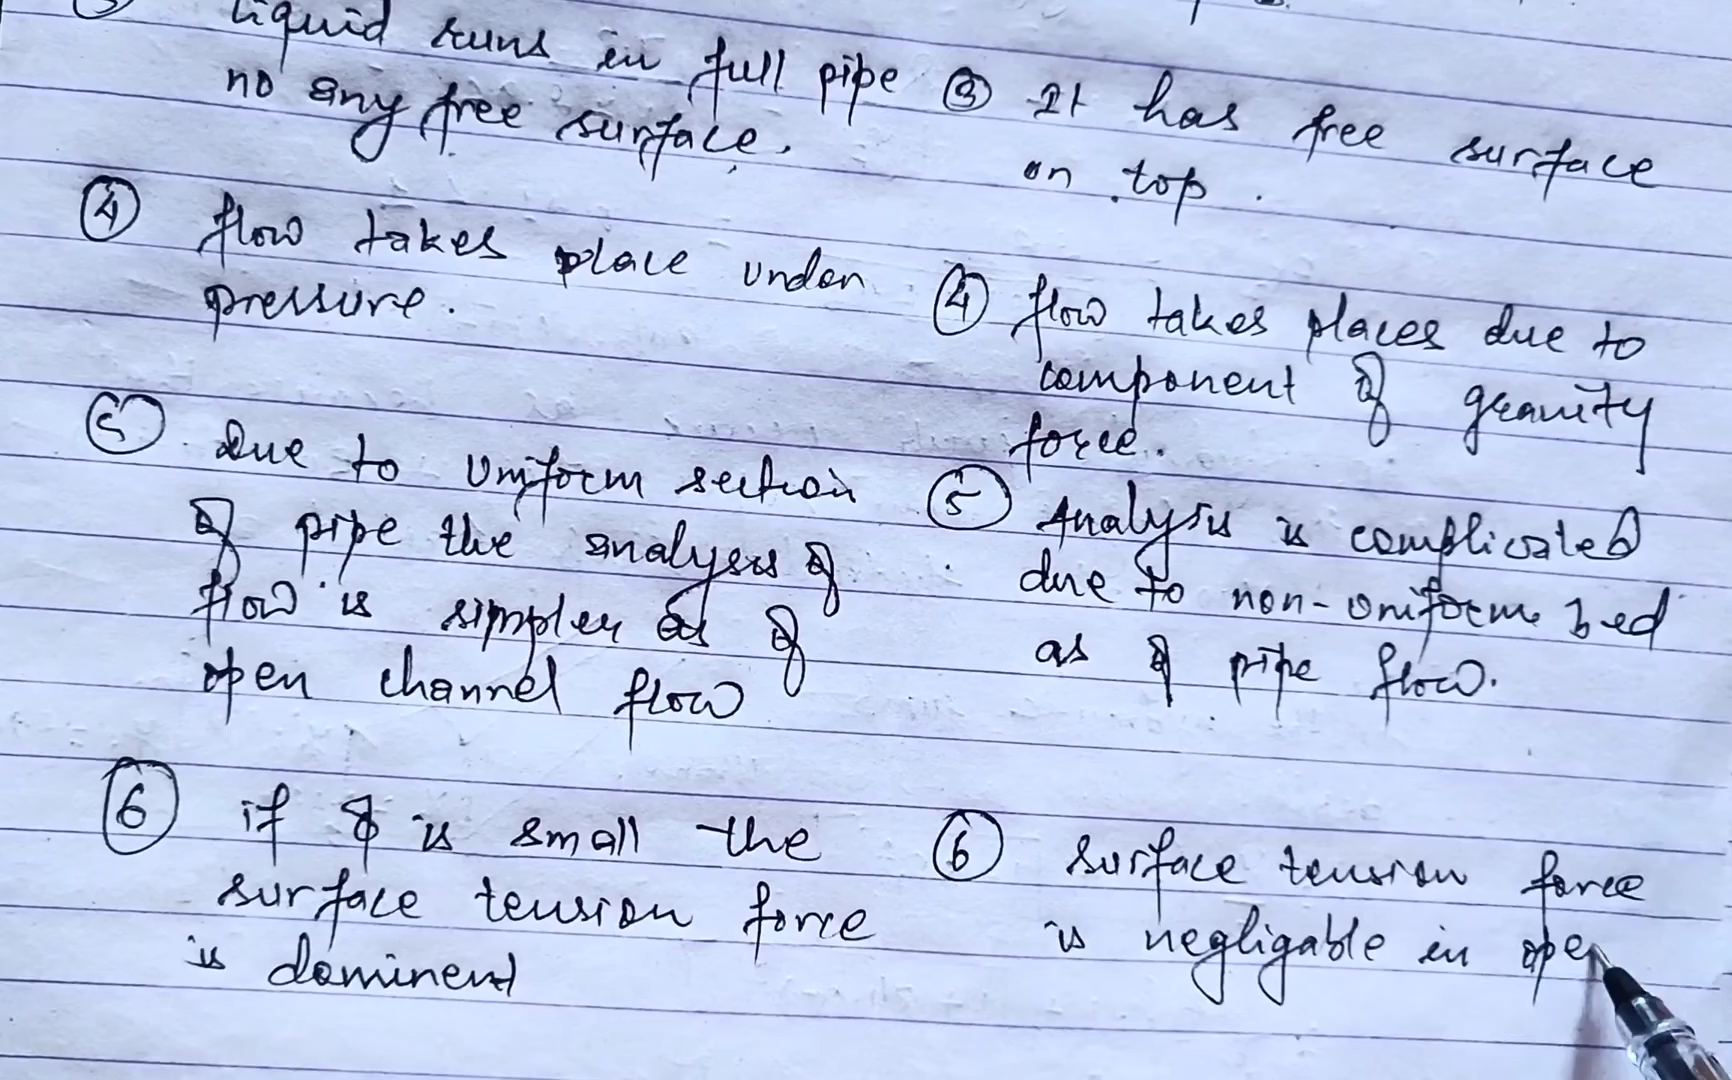 ③ liquid runs in full pipe
no any free surface.
④ flow takes place under
pressure.
⑤ Due to uniform section
of pipe the analysis of
flow is simpler as of
open channel flow
⑥ if ϕ is small the
surface tension force
is dominent
③ It has free surface
on top.
④ flow takes places due to
component of gravity
force.
⑤ Analysis is complicated
due to non-uniform bed
as of pipe flow.
⑥ surface tension force
is negligable in ope